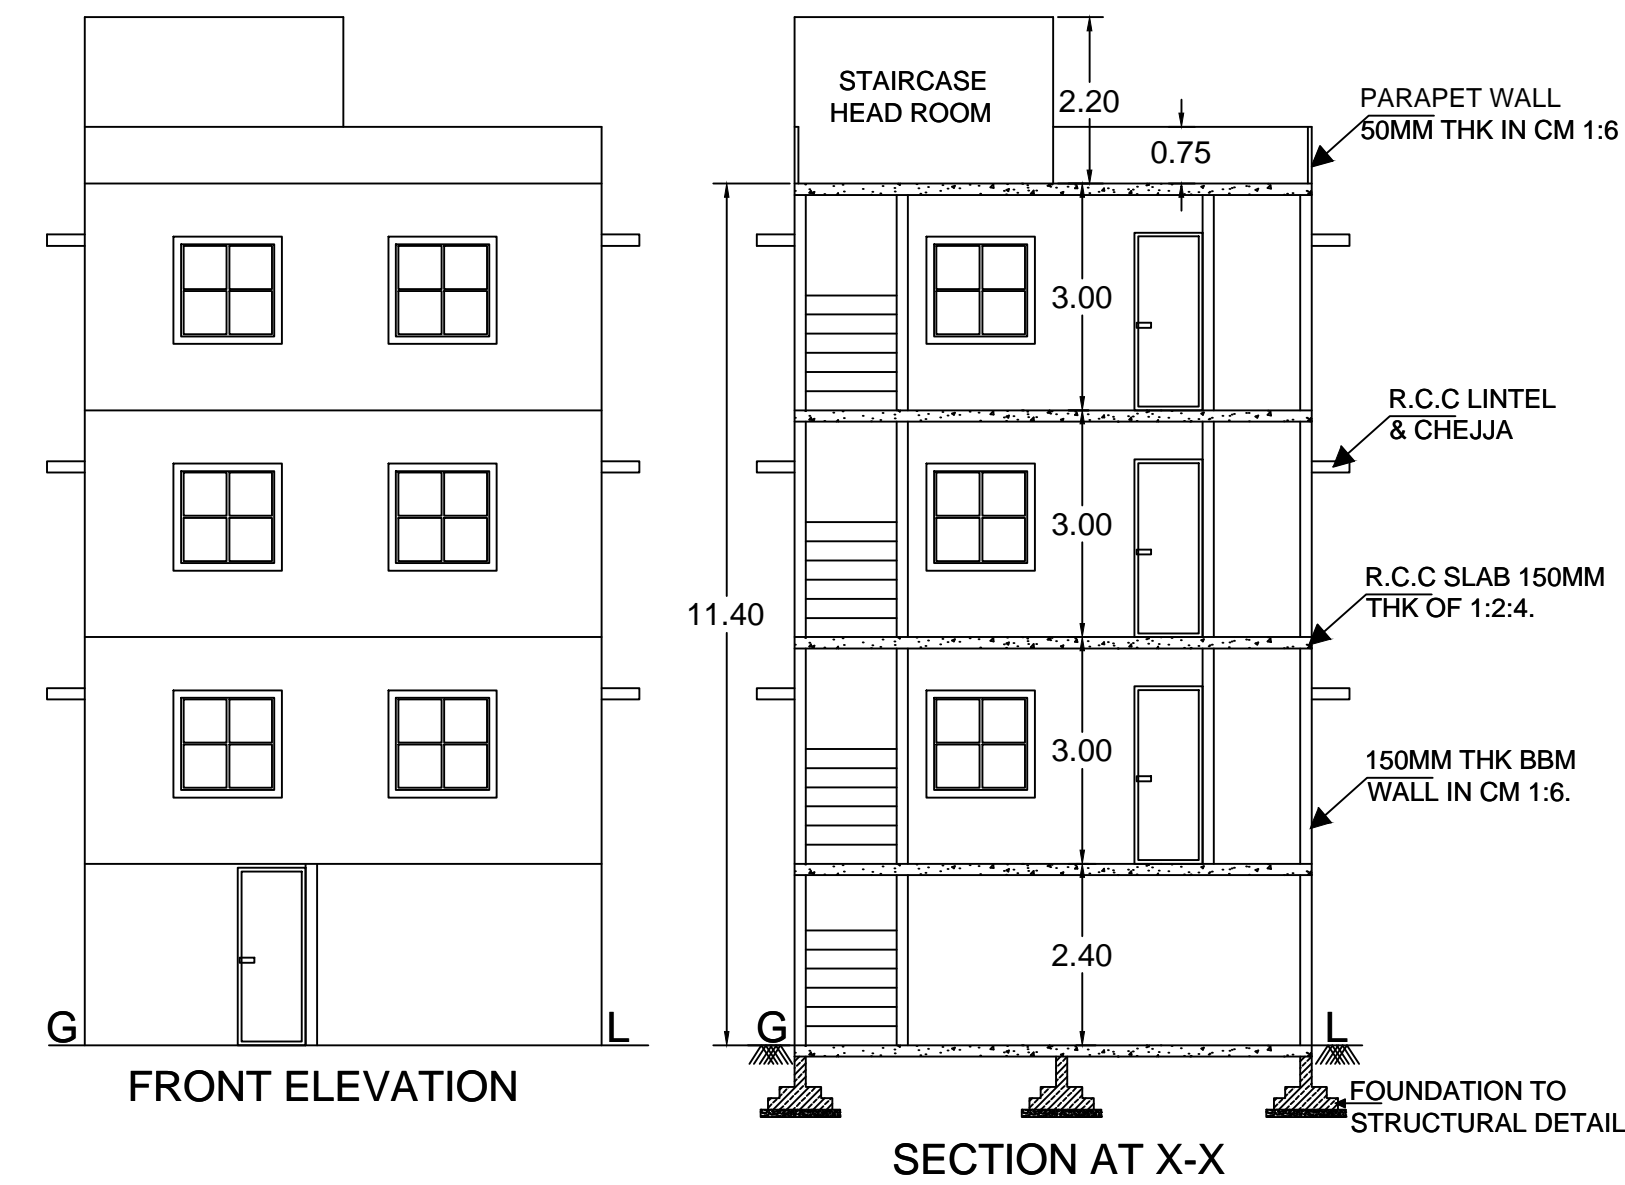 STAIRCASE
HEAD ROOM
2.20
0.75
PARAPET WALL
50MM THK IN CM 1:6
3.00
R.C.C LINTEL
& CHEJJA
3.00
11.40
R.C.C SLAB 150MM
THK OF 1:2:4.
3.00
150MM THK BBM
WALL IN CM 1:6.
2.40
G L
G L
FRONT ELEVATION
FOUNDATION TO
STRUCTURAL DETAIL
SECTION AT X-X